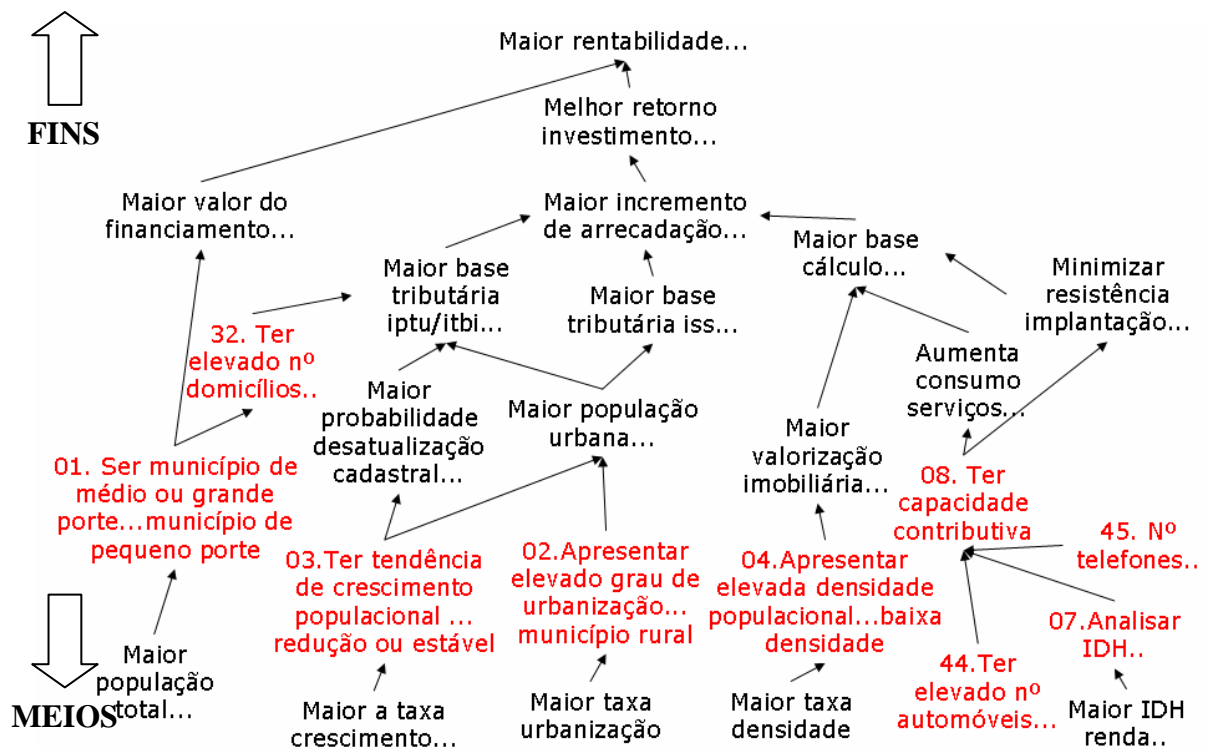 Maior rentabilidade...
FINS
Melhor retorno
investimento...
Maior valor do
financiamento...
Maior incremento
de arrecadação...
Maior base
cálculo...
Minimizar
resistência
implantação...
Maior base
tributária
iptu/itbi...
Maior base
tributária iss...
32. Ter
elevado nº
domicílios..
Aumenta
consumo
serviços...
Maior
probabilidade
desatualização
cadastral...
Maior população
urbana...
Maior
valorização
imobiliária...
01. Ser município de
médio ou grande
porte...município de
pequeno porte
08. Ter
capacidade
contributiva
45. Nº
telefones..
03.Ter tendência
de crescimento
populacional ...
redução ou estável
02.Apresentar
elevado grau de
urbanização...
município rural
04.Apresentar
elevada densidade
populacional...baixa
densidade
07.Analisar
IDH..
44.Ter
elevado nº
automóveis...
Maior
população
total...
MEIOS
Maior a taxa
crescimento...
Maior taxa
urbanização
Maior taxa
densidade
Maior IDH
renda..